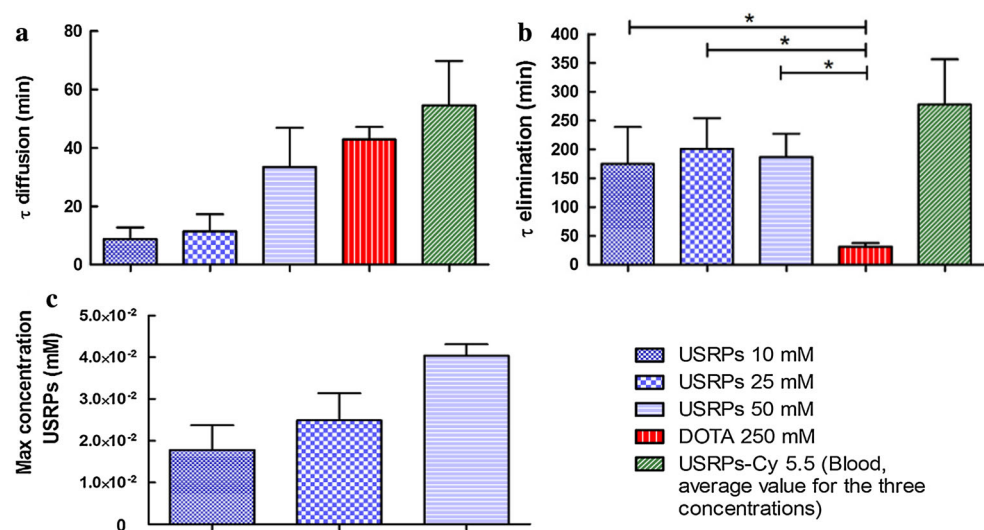 a
80
60
40
20
0
τ diffusion (min)
b
400
350
300
250
200
150
100
50
0
τ elimination (min)
*
*
*
c
5.0×10⁻²
4.0×10⁻²
3.0×10⁻²
2.0×10⁻²
1.0×10⁻²
0
Max concentration
USRPs (mM)
USRPs 10 mM
USRPs 25 mM
USRPs 50 mM
DOTA 250 mM
USRPs-Cy 5.5 (Blood,
average value for the three
concentrations)